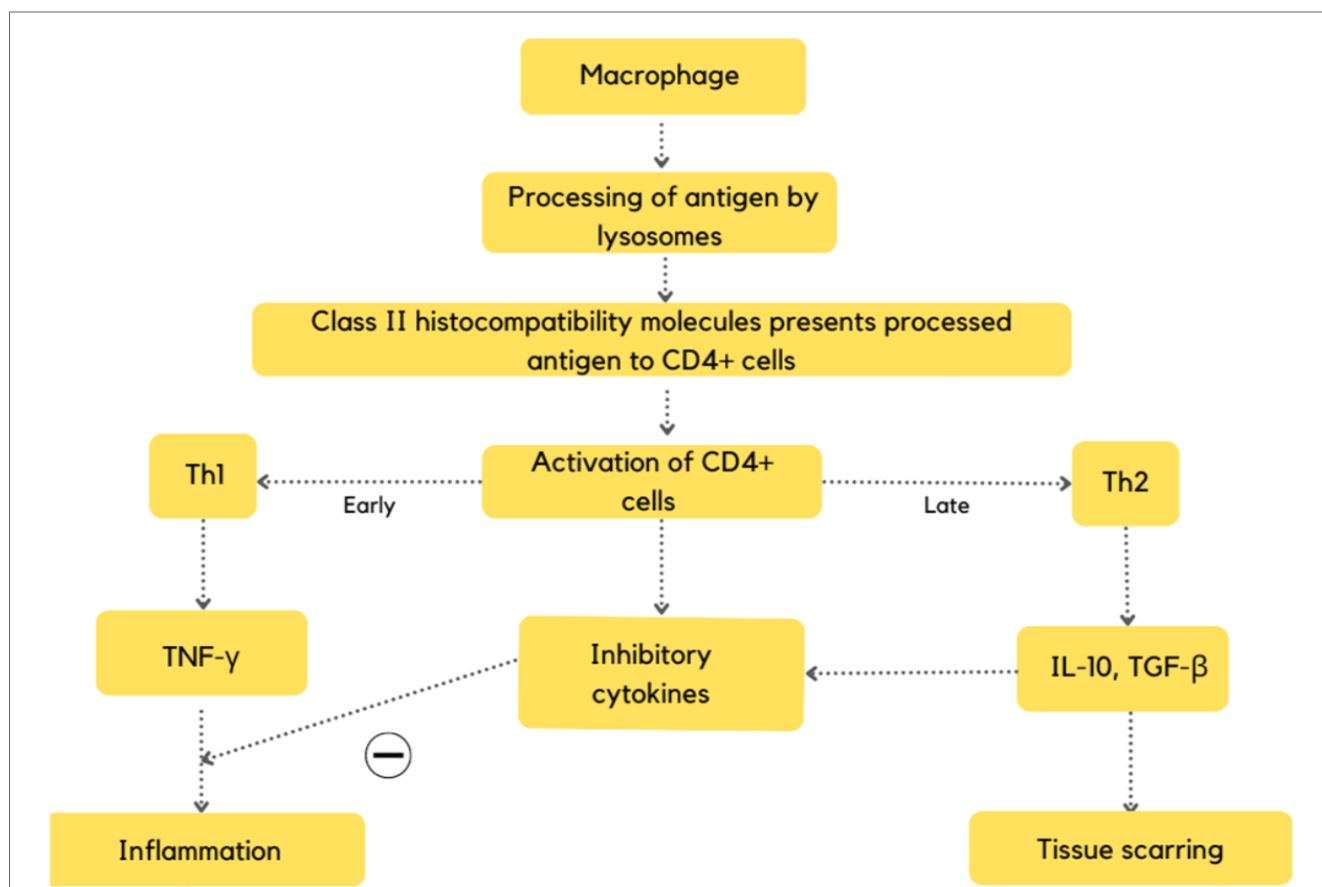 Macrophage
Processing of antigen by
lysosomes
Class II histocompatibility molecules presents processed
antigen to CD4+ cells
Th1
Activation of CD4+
cells
Th2
Early
Late
TNF-γ
Inhibitory
cytokines
IL-10, TGF-β
Inflammation
Tissue scarring